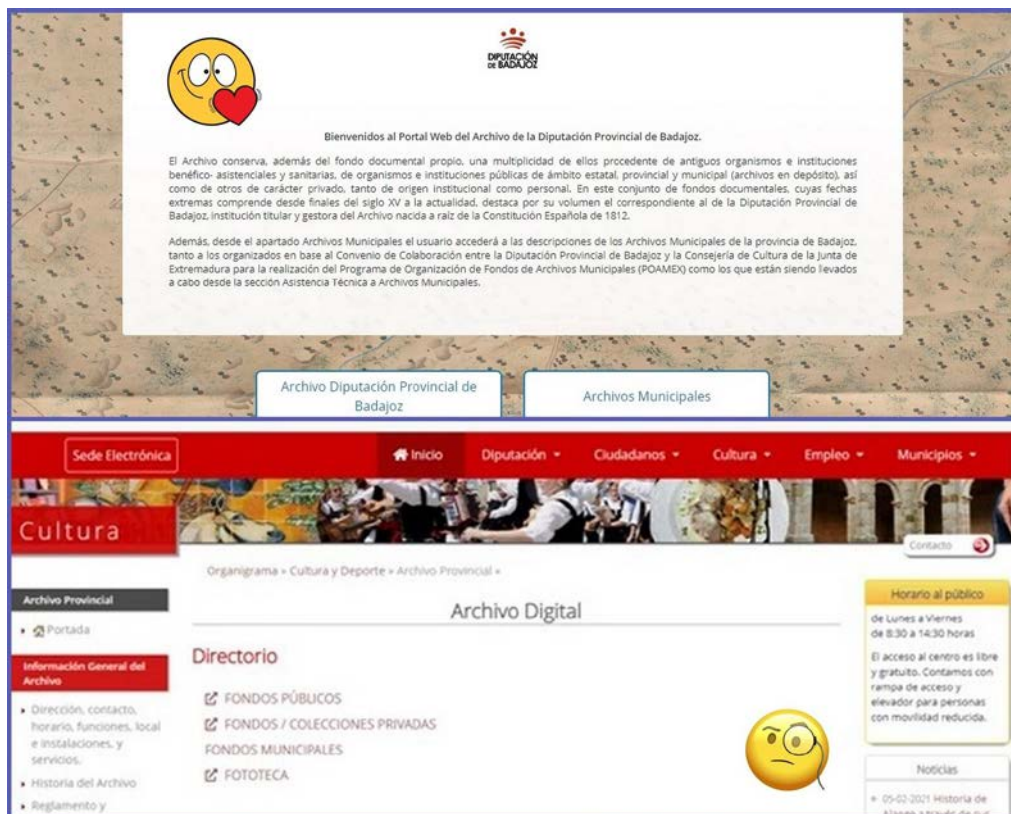 DIPUTACIÓN
DE BADAJOZ
Bienvenidos al Portal Web del Archivo de la Diputación Provincial de Badajoz.
El Archivo conserva, además del fondo documental propio, una multiplicidad de ellos procedente de antiguos organismos e instituciones
benéfico- asistenciales y sanitarias, de organismos e instituciones públicas de ámbito estatal, provincial y municipal (archivos en depósito), así
como de otros de carácter privado, tanto de origen institucional como personal. En este conjunto de fondos documentales, cuyas fechas
extremas comprende desde finales del siglo XV a la actualidad, destaca por su volumen el correspondiente al de la Diputación Provincial de
Badajoz, institución titular y gestora del Archivo nacida a raíz de la Constitución Española de 1812.
Además, desde el apartado Archivos Municipales el usuario accederá a las descripciones de los Archivos Municipales de la provincia de Badajoz,
tanto a los organizados en base al Convenio de Colaboración entre la Diputación Provincial de Badajoz y la Consejería de Cultura de la Junta de
Extremadura para la realización del Programa de Organización de Fondos de Archivos Municipales (POAMEX) como los que están siendo llevados
a cabo desde la sección Asistencia Técnica a Archivos Municipales.
Archivo Diputación Provincial de
Badajoz
Archivos Municipales
Sede Electrónica
Inicio
Diputación
Ciudadanos
Cultura
Empleo
Municipios
Cultura
Contacto
Organigrama » Cultura y Deporte » Archivo Provincial »
Archivo Provincial
Portada
Información General del
Archivo
Dirección, contacto,
horario, funciones, local
e instalaciones, y
servicios.
Historia del Archivo
Reglamento y
Archivo Digital
Directorio
FONDOS PÚBLICOS
FONDOS / COLECCIONES PRIVADAS
FONDOS MUNICIPALES
FOTOTECA
Horario al público
de Lunes a Viernes
de 8:30 a 14:30 horas
El acceso al centro es libre
y gratuito. Contamos con
rampa de acceso y
elevador para personas
con movilidad reducida.
Noticias
05-02-2021 Historia de